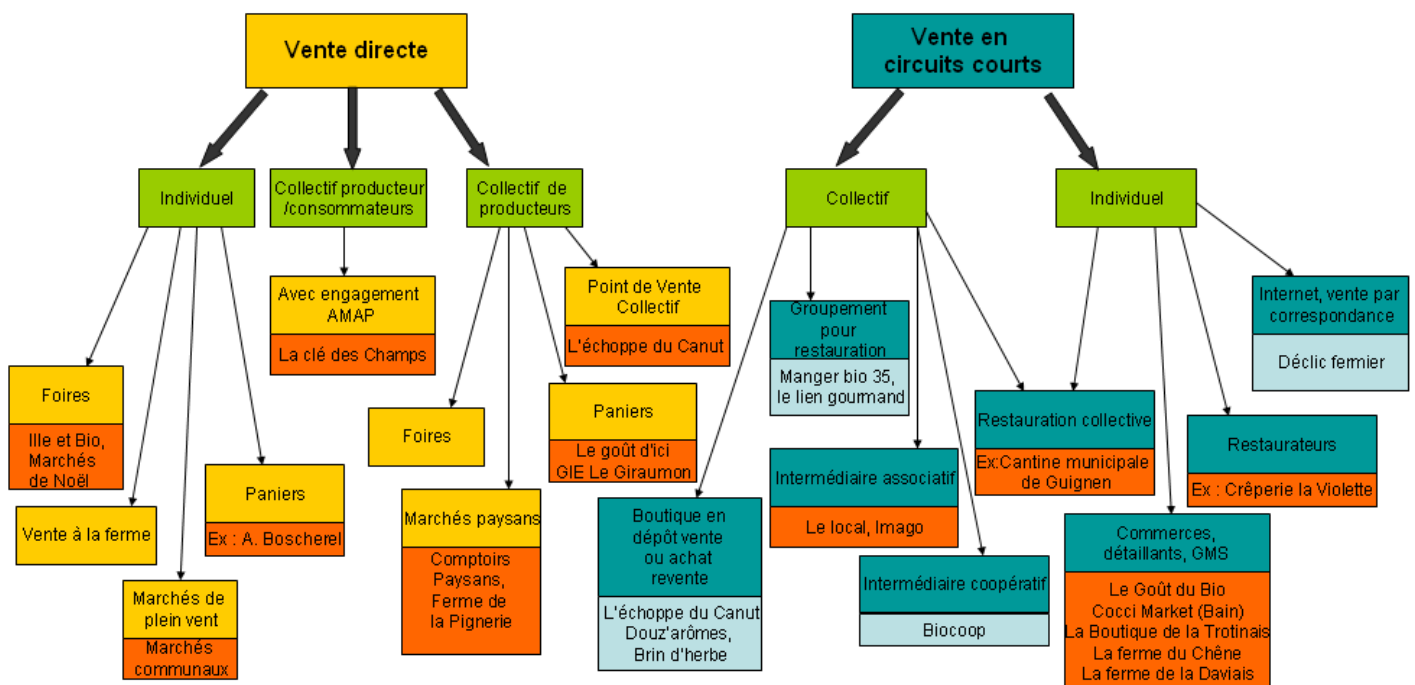 Vente directe
Vente en
circuits courts
Individuel
Collectif producteur
/consommateurs
Collectif de
producteurs
Collectif
Individuel
Foires
Ille et Bio,
Marchés
de Noël
Vente à la ferme
Marchés de
plein vent
Marchés
communaux
Paniers
Ex : A. Boscherel
Avec engagement
AMAP
La clé des Champs
Foires
Marchés paysans
Comptoirs
Paysans,
Ferme de
la Pignerie
Paniers
Le goût d'ici
GIE Le Giraumon
Point de Vente
Collectif
L'échoppe du Canut
Boutique en
dépôt vente
ou achat
revente
L'échoppe du Canut
Douz'arômes,
Brin d'herbe
Groupement
pour
restauration
Manger bio 35,
le lien gourmand
Intermédiaire associatif
Le local, Imago
Intermédiaire coopératif
Biocoop
Restauration collective
Ex:Cantine municipale
de Guignen
Commerces,
détaillants, GMS
Le Goût du Bio
Cocci Market (Bain)
La Boutique de la Trotinais
La ferme du Chêne
La ferme de la Daviais
Restaurateurs
Ex : Crêperie la Violette
Internet, vente par
correspondance
Déclic fermier